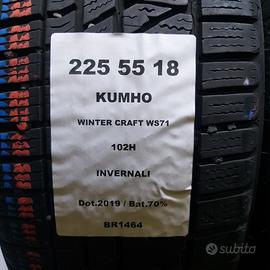 225 55 18
KUMHO
WINTER CRAFT WS71
102H
INVERNALI
Dot.2019 / Bat.70%
BR1464
subito